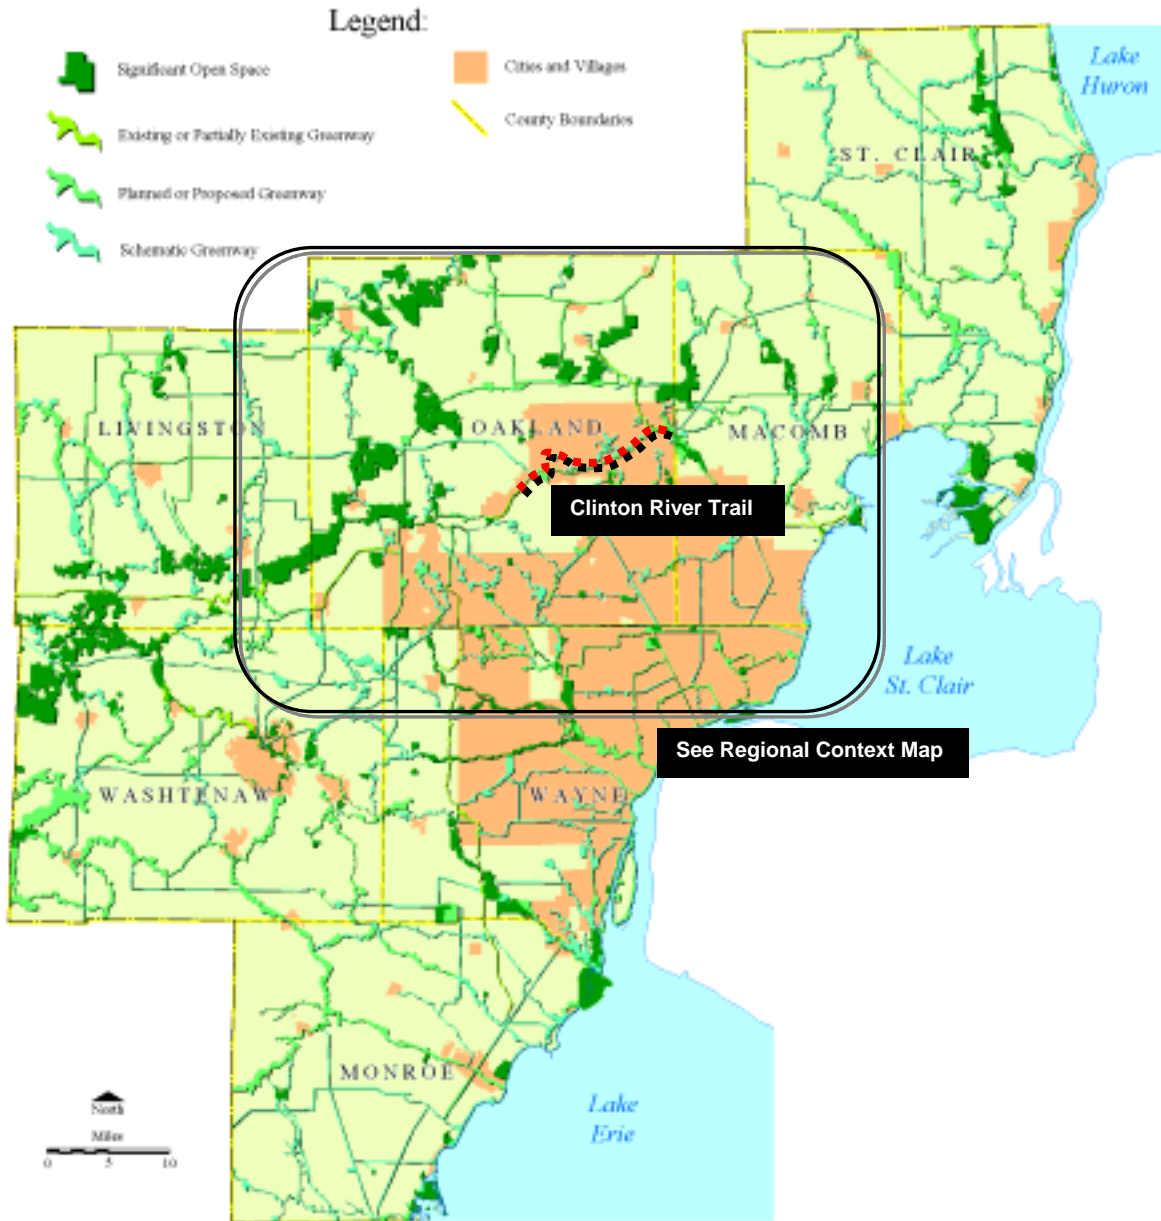 Legend:
Significant Open Space
Existing or Partially Existing Greenway
Planned or Proposed Greenway
Schematic Greenway
Cities and Villages
County Boundaries
Lake
Huron
ST. CLAIR
LIVINGSTON
OAKLAND
MACOMB
Clinton River Trail
Lake
St. Clair
See Regional Context Map
WASHTENAW
WAYNE
MONROE
Lake
Erie
North
Miles
0 5 10